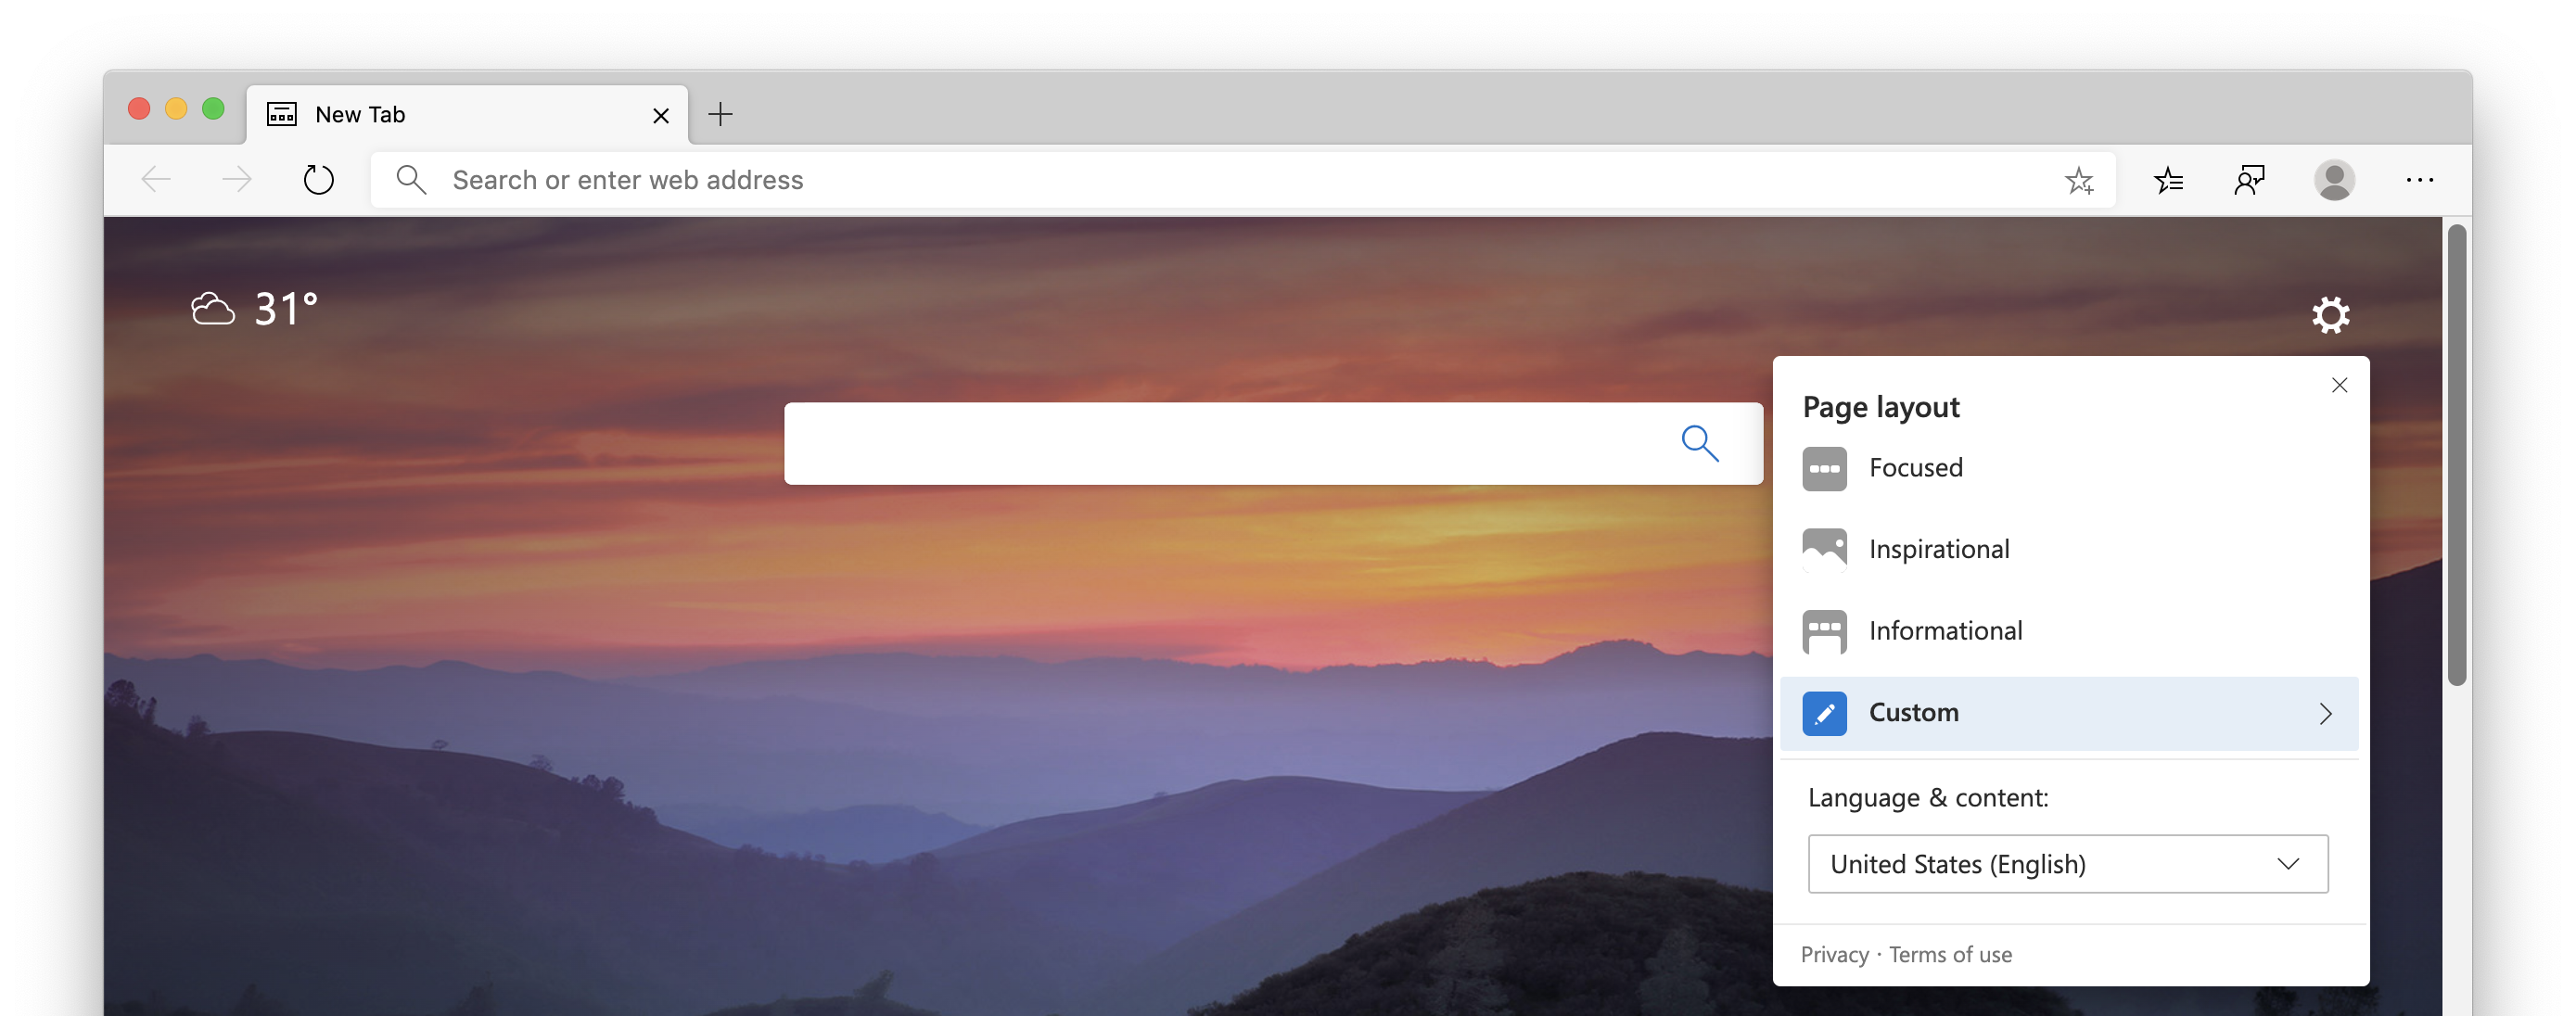 New Tab
Search or enter web address
31°
Page layout
Focused
Inspirational
Informational
Custom
Language & content:
United States (English)
Privacy · Terms of use